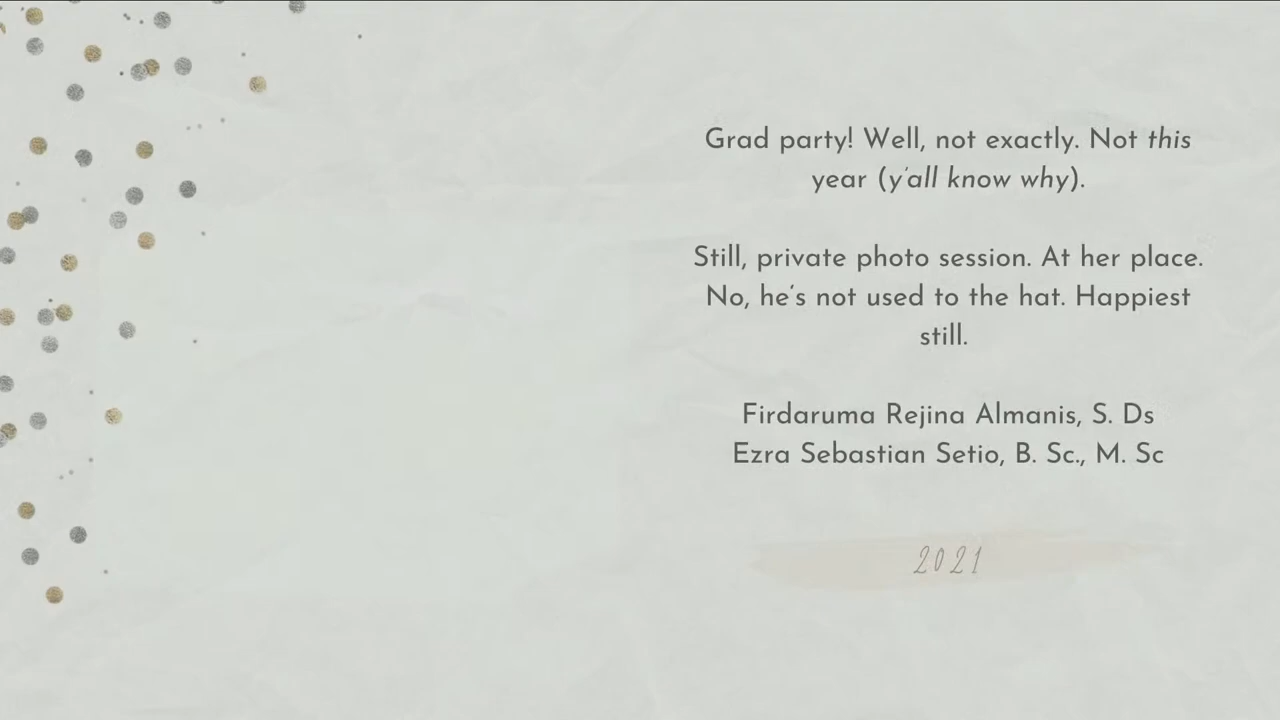 Grad party! Well, not exactly. Not this
year (y'all know why).
Still, private photo session. At her place.
No, he's not used to the hat. Happiest
still.
Firdaruma Rejina Almanis, S. Ds
Ezra Sebastian Setio, B. Sc., M. Sc
2021